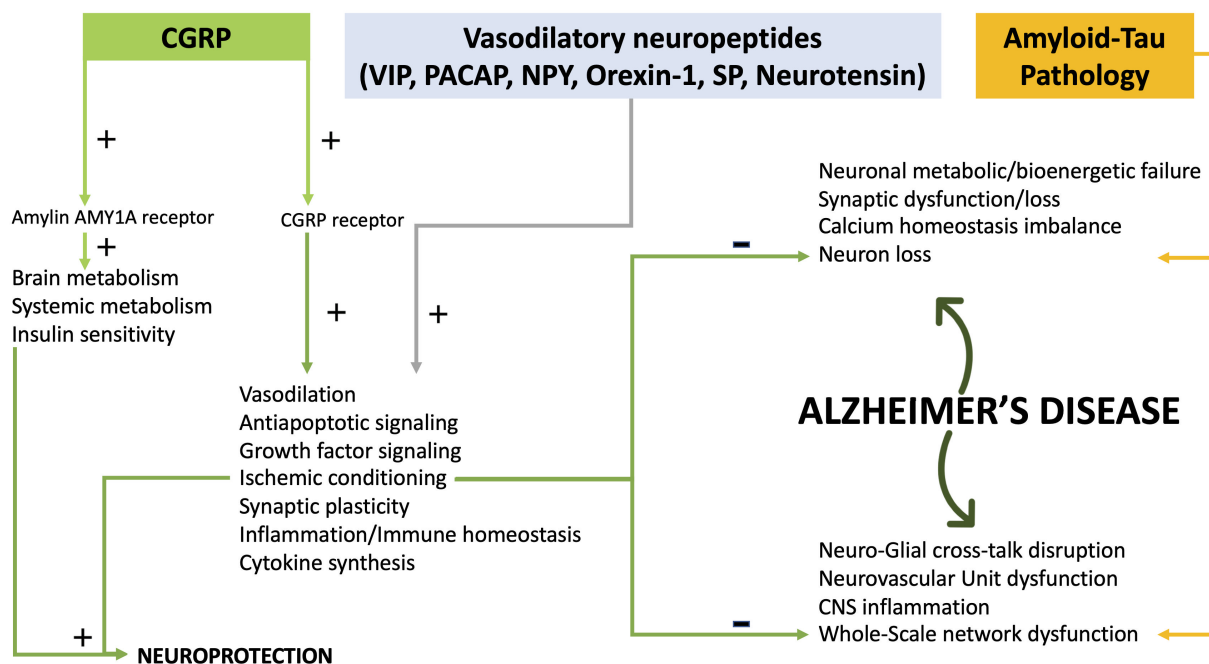 CGRP
Vasodilatory neuropeptides
(VIP, PACAP, NPY, Orexin-1, SP, Neurotensin)
Amyloid-Tau
Pathology
+
+
Amylin AMY1A receptor
CGRP receptor
+
Brain metabolism
Systemic metabolism
Insulin sensitivity
+
+
Vasodilation
Antiapoptotic signaling
Growth factor signaling
Ischemic conditioning
Synaptic plasticity
Inflammation/Immune homeostasis
Cytokine synthesis
+
NEUROPROTECTION
-
Neuronal metabolic/bioenergetic failure
Synaptic dysfunction/loss
Calcium homeostasis imbalance
Neuron loss
ALZHEIMER’S DISEASE
-
Neuro-Glial cross-talk disruption
Neurovascular Unit dysfunction
CNS inflammation
Whole-Scale network dysfunction